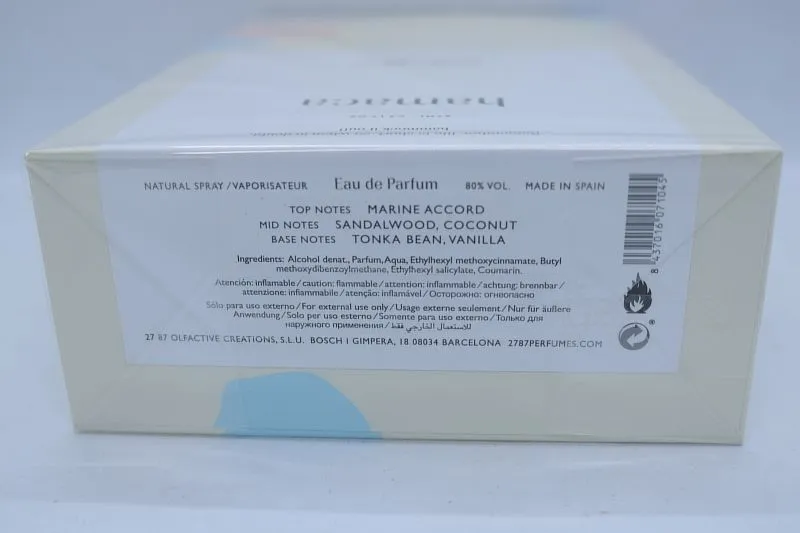 hamaca
NATURAL SPRAY/VAPORISATEUR Eau de Parfum 80% VOL. MADE IN SPAIN
TOP NOTES MARINE ACCORD
MID NOTES SANDALWOOD, COCONUT
BASE NOTES TONKA BEAN, VANILLA
Ingredients: Alcohol denat., Parfum, Aqua, Ethylhexyl methoxycinnamate, Butyl
methoxydibenzoylmethane, Ethylhexyl salicylate, Coumarin.
Atención: inflamable/caution: flammable/attention: inflammable/achtung: brennbar/
attenzione: infiammabile/atenção: inflamável/Осторожно: огнеопасно
Sólo para uso externo/For external use only/Usage externe seulement/Nur für äußere
Anwendung/Solo per uso esterno/Somente para uso externo/Только для
наружного применения/للاستعمال الخارجي فقط
27 87 OLFACTIVE CREATIONS, S.L.U. BOSCH I GIMPERA, 18 08034 BARCELONA 2787PERFUMES.COM
8 437016 071045